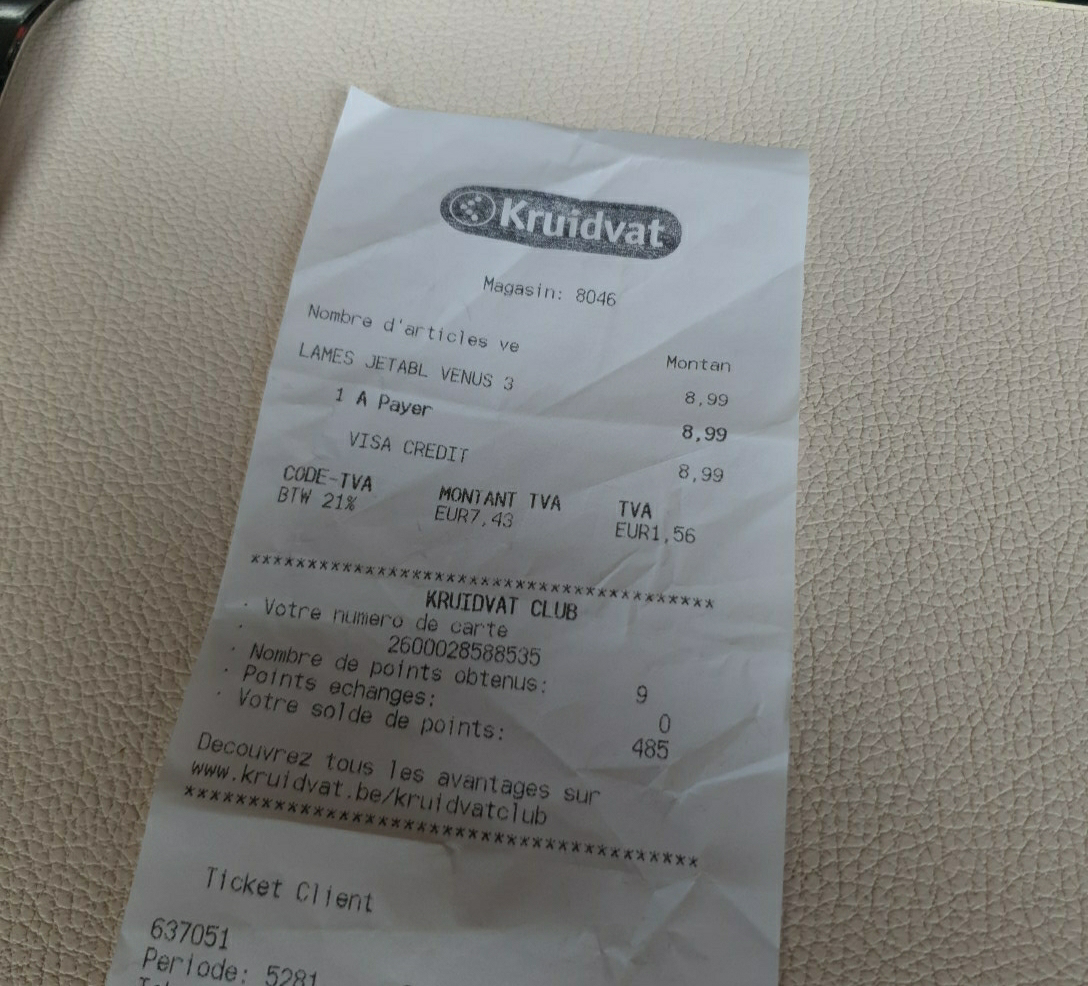 Kruidvat
Magasin: 8046
Nombre d'articles ve Montan
LAMES JETABL VENUS 3 8,99
1 A Payer 8,99
VISA CREDIT 8,99
CODE-TVA MONTANT TVA TVA
BTW 21% EUR7,43 EUR1,56
****************************************
KRUIDVAT CLUB
· Votre numero de carte
· 2600028588535
· Nombre de points obtenus: 9
· Points echanges: 0
· Votre solde de points: 485
Decouvrez tous les avantages sur
www.kruidvat.be/kruidvatclub
****************************************
Ticket Client
637051
Periode: 5281